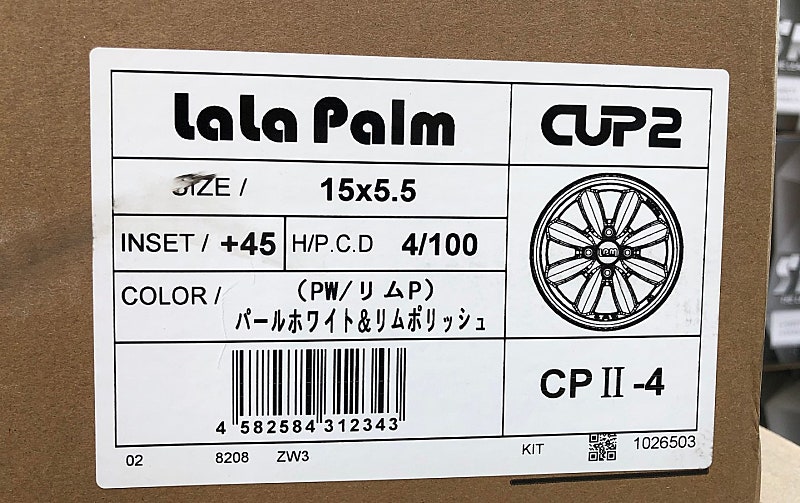 LaLa Palm
CUP2
SIZE / 15x5.5
INSET / +45 H/P.C.D 4/100
COLOR / (PW/リムP)
パールホワイト&リムポリッシュ
CPⅡ-4
4 582584 312343
02 8208 ZW3 KIT 1026503